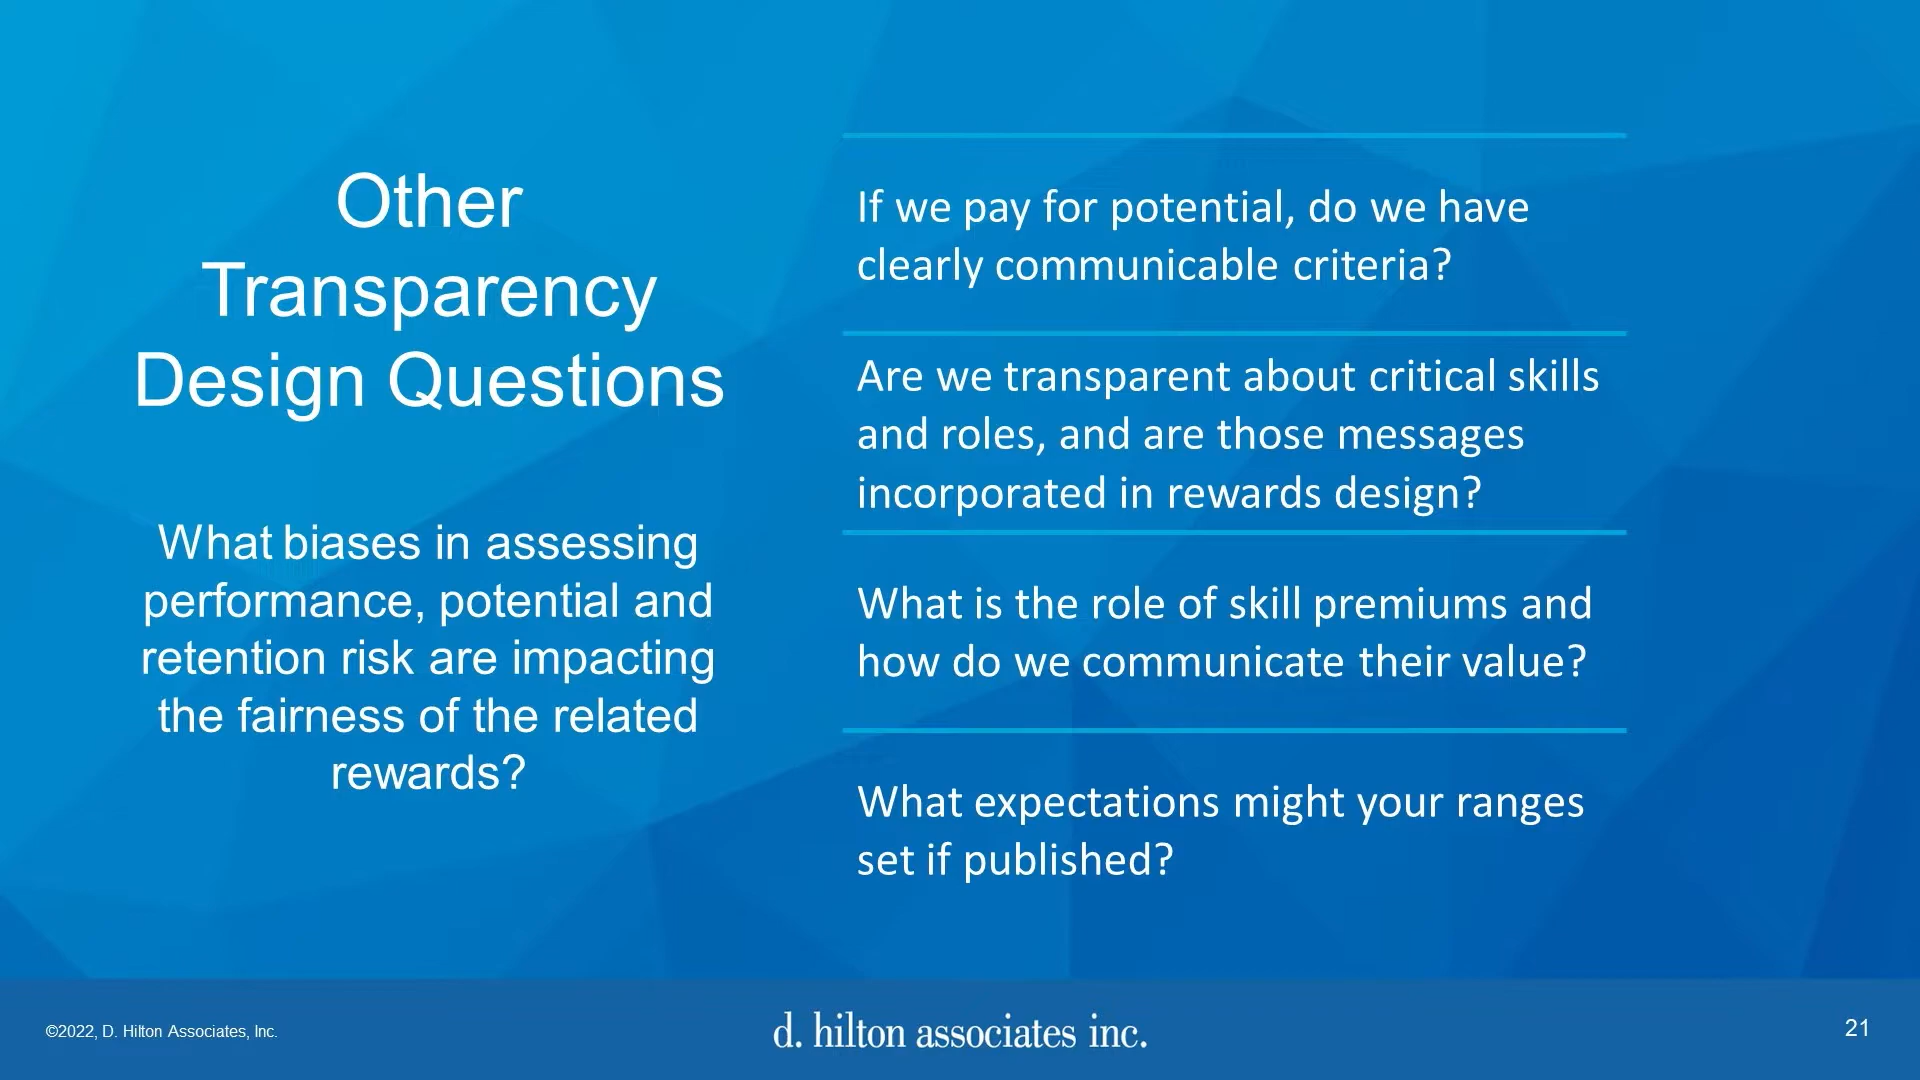 Other
Transparency
Design Questions
What biases in assessing
performance, potential and
retention risk are impacting
the fairness of the related
rewards?
If we pay for potential, do we have
clearly communicable criteria?
Are we transparent about critical skills
and roles, and are those messages
incorporated in rewards design?
What is the role of skill premiums and
how do we communicate their value?
What expectations might your ranges
set if published?
©2022, D. Hilton Associates, Inc.
d. hilton associates inc.
21